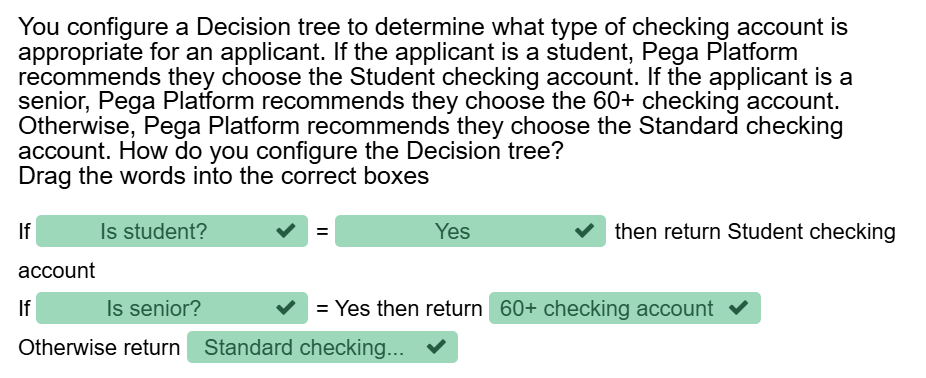 You configure a Decision tree to determine what type of checking account is
appropriate for an applicant. If the applicant is a student, Pega Platform
recommends they choose the Student checking account. If the applicant is a
senior, Pega Platform recommends they choose the 60+ checking account.
Otherwise, Pega Platform recommends they choose the Standard checking
account. How do you configure the Decision tree?
Drag the words into the correct boxes
If Is student? ✔ = Yes ✔ then return Student checking
account
If Is senior? ✔ = Yes then return 60+ checking account ✔
Otherwise return Standard checking... ✔